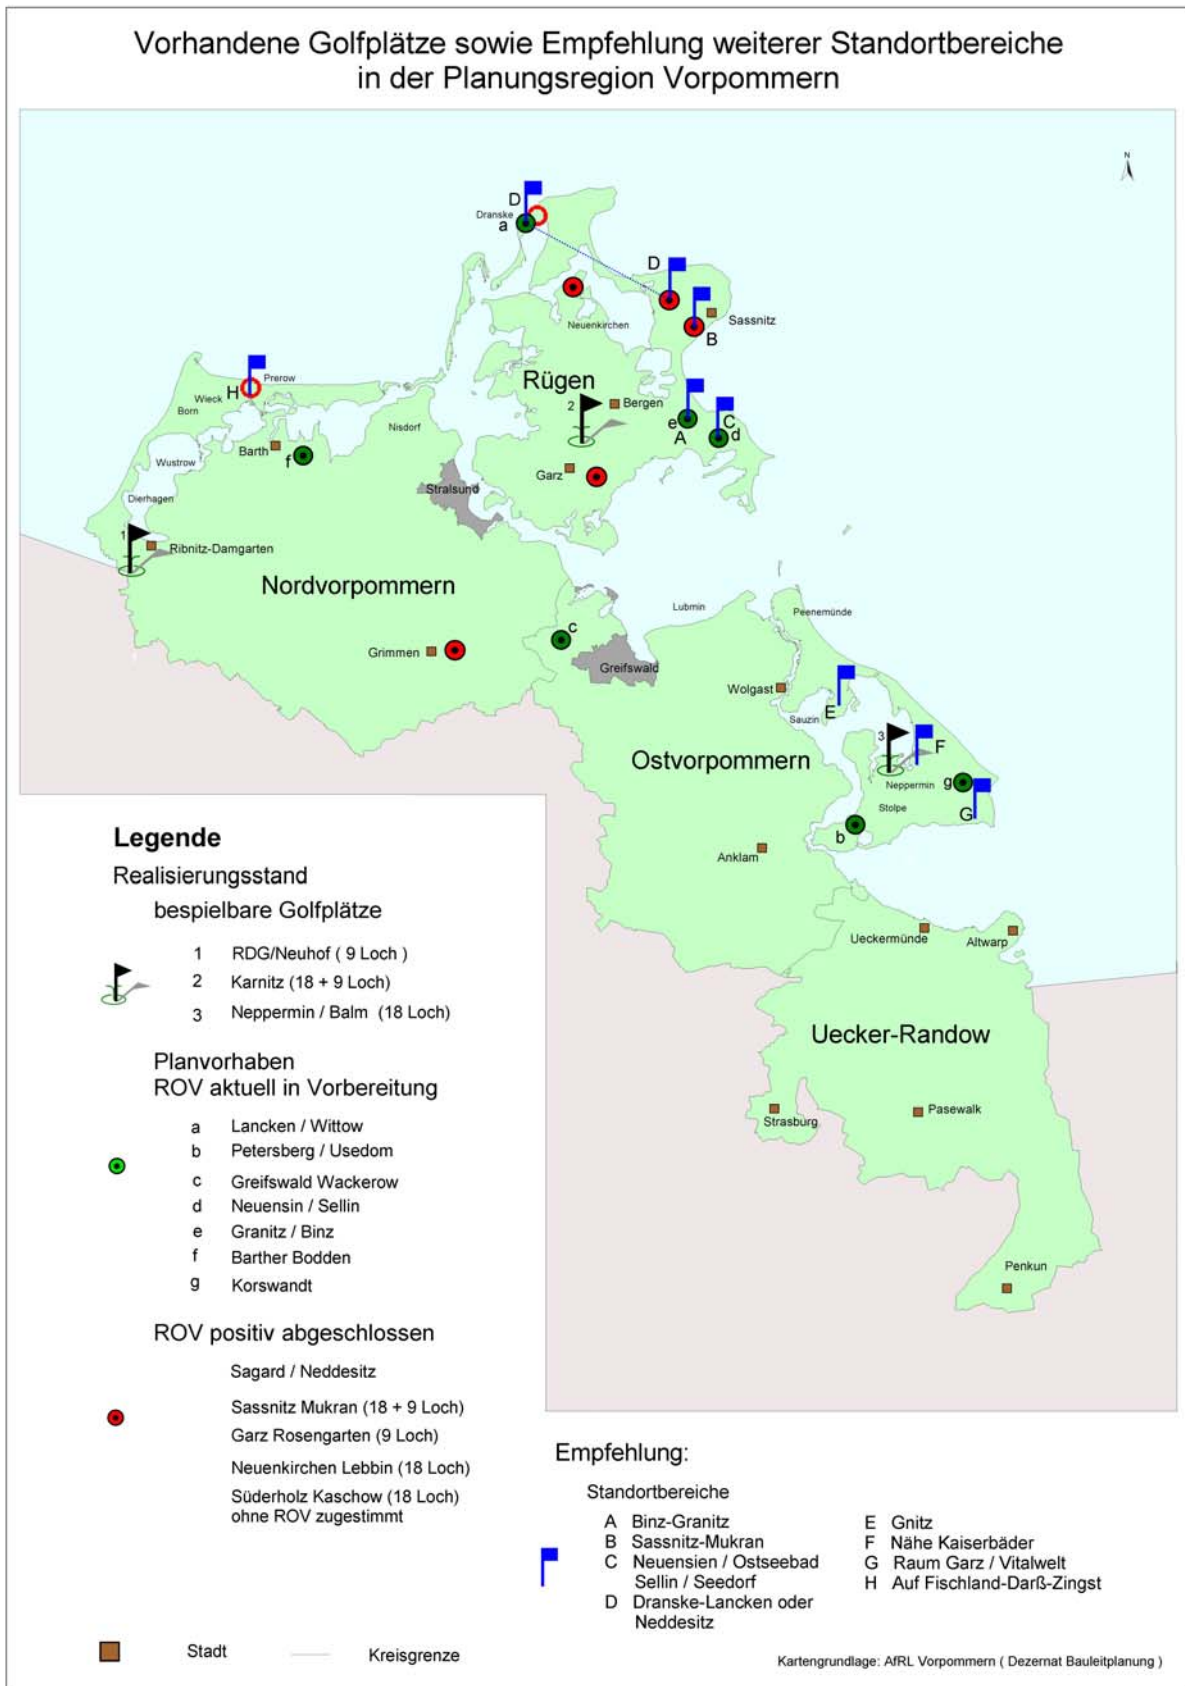 Vorhandene Golfplätze sowie Empfehlung weiterer Standortbereiche
in der Planungsregion Vorpommern
N
D
Dranske
a
D
Neuenkirchen
Sassnitz
B
H
Prerow
Wieck
Born
Rügen
2
Bergen
e
A
C
d
Nisdorf
Barth
f
Wustrow
Garz
Stralsund
Dierhagen
1
Ribnitz-Damgarten
Nordvorpommern
Lubmin
Peenemünde
c
Grimmen
Greifswald
Wolgast
E
Sauzin
3
F
Ostvorpommern
Neppermin
g
Stolpe
G
b
Anklam
Ueckermünde
Altwarp
Uecker-Randow
Strasburg
Pasewalk
Penkun
Legende
Realisierungsstand
bespielbare Golfplätze
1 RDG/Neuhof ( 9 Loch )
2 Karnitz (18 + 9 Loch)
3 Neppermin / Balm (18 Loch)
Planvorhaben
ROV aktuell in Vorbereitung
a Lancken / Wittow
b Petersberg / Usedom
c Greifswald Wackerow
d Neuensin / Sellin
e Granitz / Binz
f Barther Bodden
g Korswandt
ROV positiv abgeschlossen
Sagard / Neddesitz
Sassnitz Mukran (18 + 9 Loch)
Garz Rosengarten (9 Loch)
Neuenkirchen Lebbin (18 Loch)
Süderholz Kaschow (18 Loch)
ohne ROV zugestimmt
Stadt
Kreisgrenze
Empfehlung:
Standortbereiche
A Binz-Granitz
B Sassnitz-Mukran
C Neuensien / Ostseebad
Sellin / Seedorf
D Dranske-Lancken oder
Neddesitz
E Gnitz
F Nähe Kaiserbäder
G Raum Garz / Vitalwelt
H Auf Fischland-Darß-Zingst
Kartengrundlage: AfRL Vorpommern ( Dezernat Bauleitplanung )